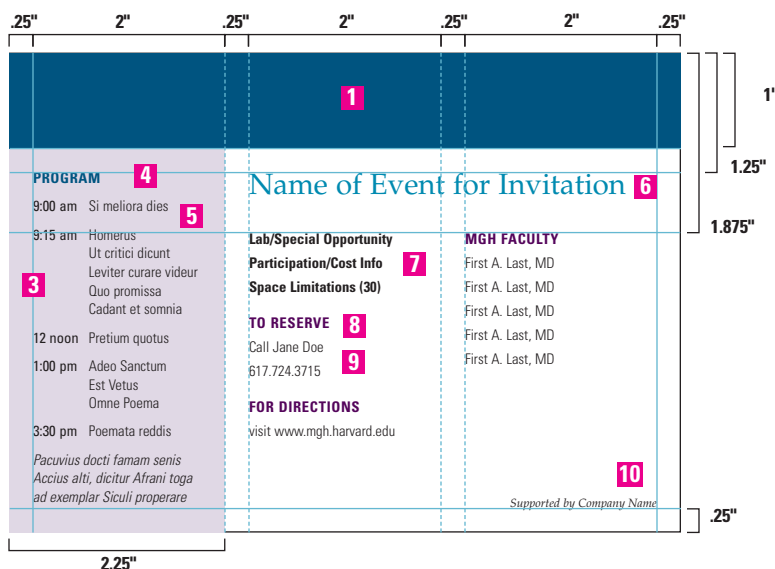 .25" 2" .25" 2" .25" 2" .25"
1
1'
1.25"
1.875"
PROGRAM 4
9:00 am Si meliora dies
5
9:15 am Homerus
Ut critici dicunt
Leviter curare videur
Quo promissa
Cadant et somnia
3
12 noon Pretium quotus
1:00 pm Adeo Sanctum
Est Vetus
Omne Poema
3:30 pm Poemata reddis
Pacuvius docti famam senis
Accius alti, dicitur Afrani toga
ad exemplar Siculi properare
2.25"
Name of Event for Invitation 6
Lab/Special Opportunity
Participation/Cost Info 7
Space Limitations (30)
TO RESERVE 8
Call Jane Doe
617.724.3715 9
FOR DIRECTIONS
visit www.mgh.harvard.edu
MGH FACULTY
First A. Last, MD
First A. Last, MD
First A. Last, MD
First A. Last, MD
First A. Last, MD
10
Supported by Company Name
.25"